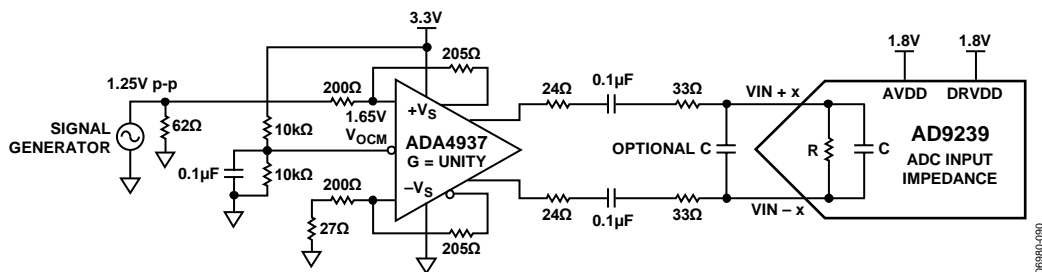 3.3V
205Ω
1.8V
1.8V
1.25V p-p
200Ω
0.1µF
24Ω
33Ω
VIN + x
AVDD
DRVDD
+VS
1.65V
VOCM
SIGNAL
GENERATOR
62Ω
10kΩ
ADA4937
G = UNITY
OPTIONAL C
R
C
AD9239
ADC INPUT
IMPEDANCE
0.1µF
10kΩ
200Ω
–VS
VIN – x
24Ω
0.1µF
33Ω
27Ω
205Ω
06980-090